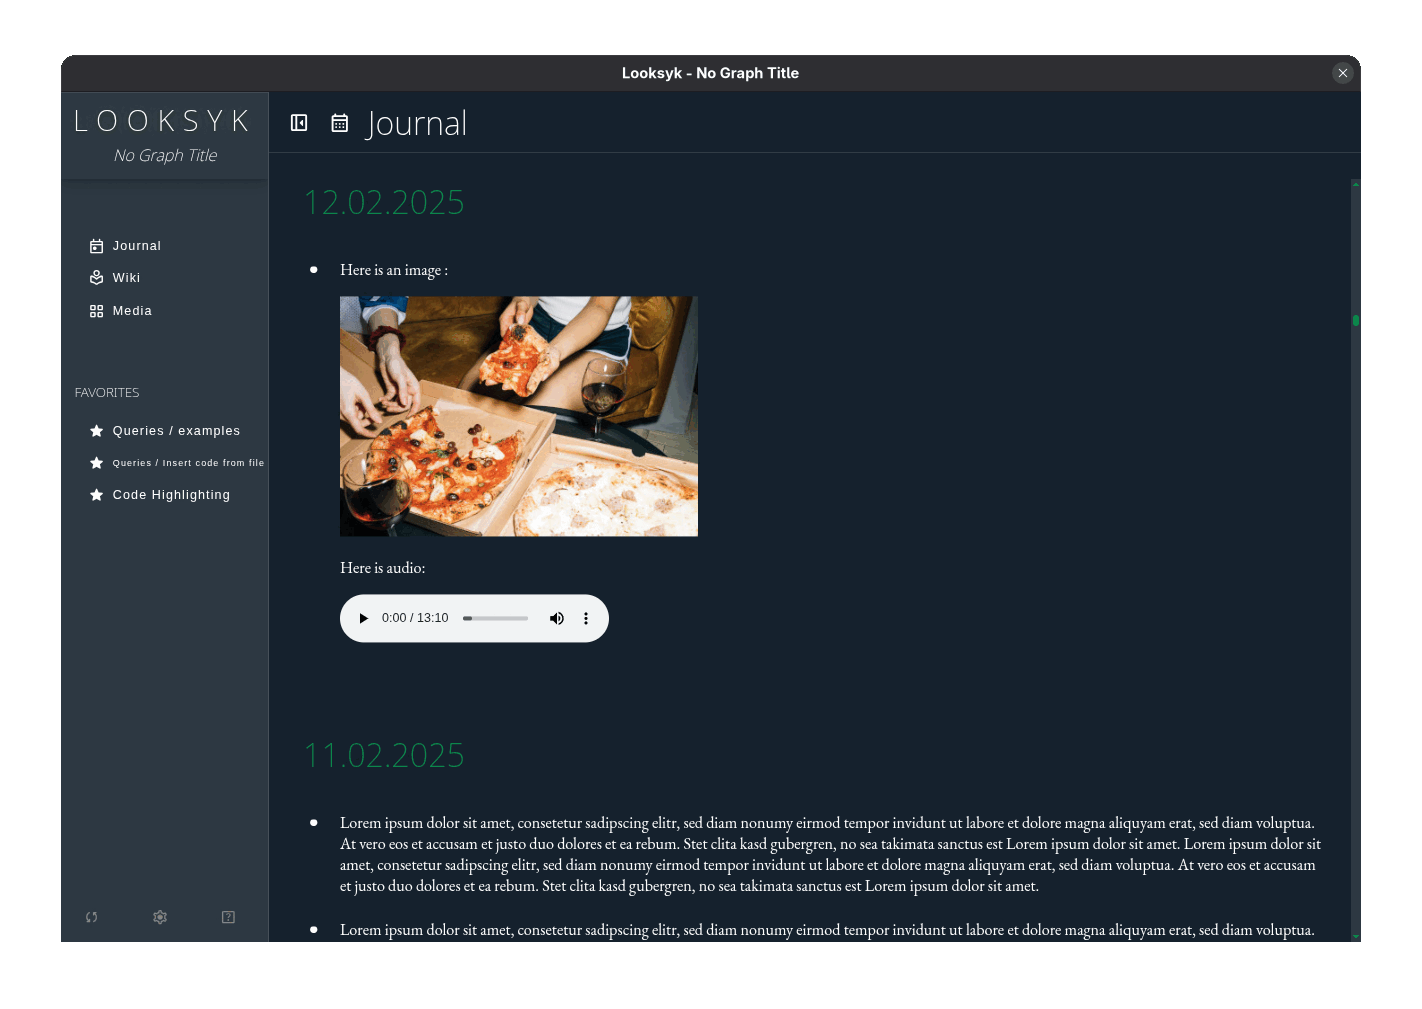 Looksyk - No Graph Title
LOOKSYK
No Graph Title
Journal
Journal
Wiki
Media
FAVORITES
Queries / examples
Queries / Insert code from file
Code Highlighting
12.02.2025
Here is an image :
Here is audio:
0:00 / 13:10
11.02.2025
Lorem ipsum dolor sit amet, consetetur sadipscing elitr, sed diam nonumy eirmod tempor invidunt ut labore et dolore magna aliquyam erat, sed diam voluptua.
At vero eos et accusam et justo duo dolores et ea rebum. Stet clita kasd gubergren, no sea takimata sanctus est Lorem ipsum dolor sit amet. Lorem ipsum dolor sit
amet, consetetur sadipscing elitr, sed diam nonumy eirmod tempor invidunt ut labore et dolore magna aliquyam erat, sed diam voluptua. At vero eos et accusam
et justo duo dolores et ea rebum. Stet clita kasd gubergren, no sea takimata sanctus est Lorem ipsum dolor sit amet.
Lorem ipsum dolor sit amet, consetetur sadipscing elitr, sed diam nonumy eirmod tempor invidunt ut labore et dolore magna aliquyam erat, sed diam voluptua.